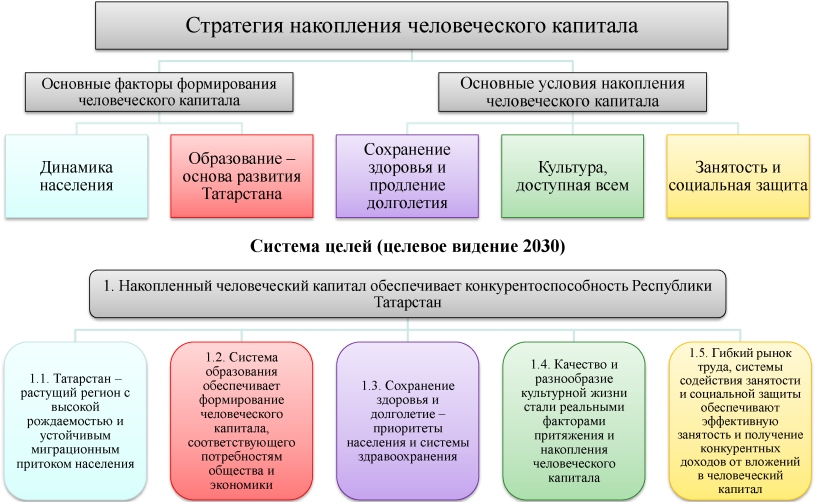 Стратегия накопления человеческого капитала
Основные факторы формирования
человеческого капитала
Основные условия накопления
человеческого капитала
Динамика
населения
Образование –
основа развития
Татарстана
Сохранение
здоровья и
продление
долголетия
Культура,
доступная всем
Занятость и
социальная защита
Система целей (целевое видение 2030)
1. Накопленный человеческий капитал обеспечивает конкурентоспособность Республики
Татарстан
1.1. Татарстан –
растущий регион с
высокой
рождаемостью и
устойчивым
миграционным
притоком населения
1.2. Система
образования
обеспечивает
формирование
человеческого
капитала,
соответствующего
потребностям
общества и
экономики
1.3. Сохранение
здоровья и
долголетие –
приоритеты
населения и системы
здравоохранения
1.4. Качество и
разнообразие
культурной жизни
стали реальными
факторами
притяжения и
накопления
человеческого
капитала
1.5. Гибкий рынок
труда, системы
содействия занятости
и социальной защиты
обеспечивают
эффективную
занятость и получение
конкурентных
доходов от вложений
в человеческий
капитал